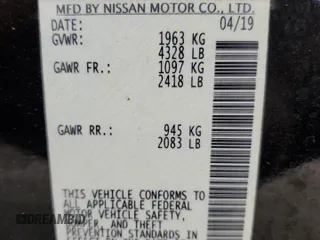 MFD BY NISSAN MOTOR CO., LTD.
DATE: 04/19
GVWR: 1963 KG
4328 LB
GAWR FR.: 1097 KG
2418 LB
GAWR RR.: 945 KG
2083 LB
THIS VEHICLE CONFORMS TO
ALL APPLICABLE FEDERAL
MOTOR VEHICLE SAFETY,
AND THEFT
PREVENTION STANDARDS IN
DREAMBID